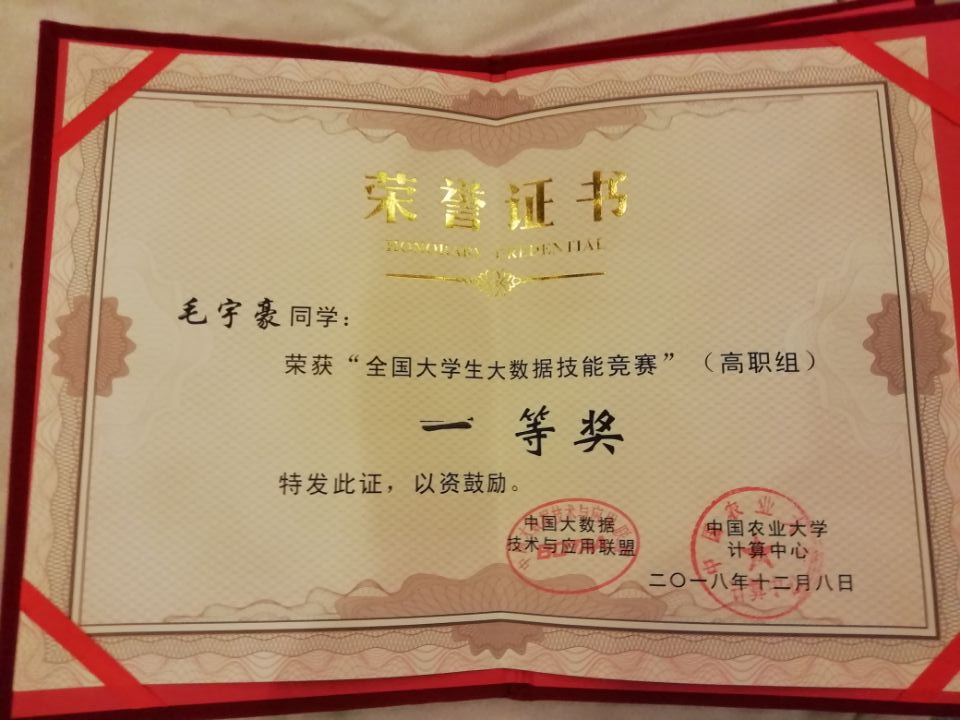 荣誉证书
HONORARY CREDENTIAL
毛宇豪同学：
荣获“全国大学生大数据技能竞赛”（高职组）
一等奖
特发此证，以资鼓励。
中国大数据
技术与应用联盟
中国农业大学
计算中心
二〇一八年十二月八日